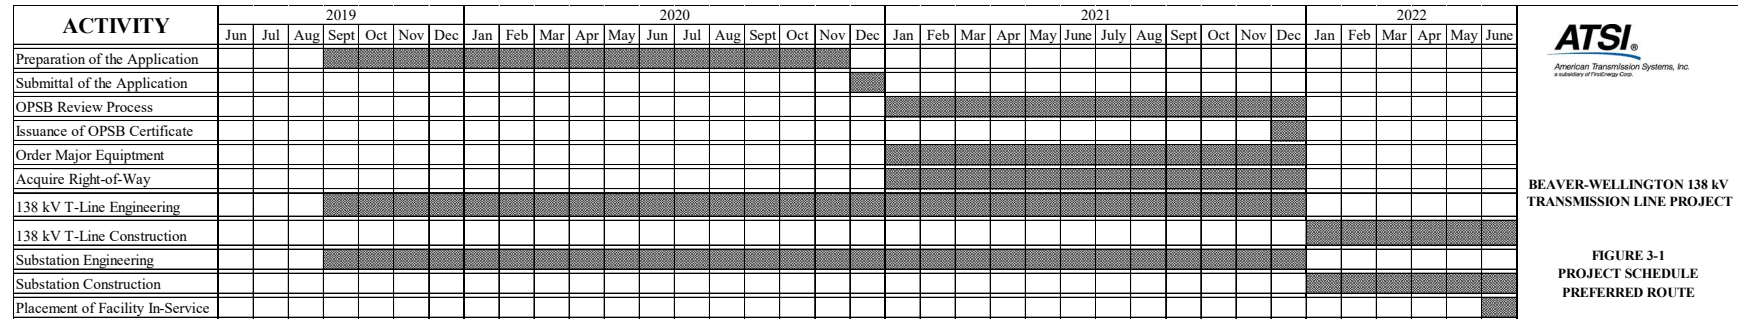 ACTIVITY
2019 2020 2021 2022
Jun Jul Aug Sept Oct Nov Dec Jan Feb Mar Apr May Jun Jul Aug Sept Oct Nov Dec Jan Feb Mar Apr May June July Aug Sept Oct Nov Dec Jan Feb Mar Apr May June
Preparation of the Application
Submittal of the Application
OPSB Review Process
Issuance of OPSB Certificate
Order Major Equiptment
Acquire Right-of-Way
138 kV T-Line Engineering
138 kV T-Line Construction
Substation Engineering
Substation Construction
Placement of Facility In-Service
ATSI®
American Transmission Systems, Inc.
a subsidiary of FirstEnergy Corp.
BEAVER-WELLINGTON 138 kV
TRANSMISSION LINE PROJECT
FIGURE 3-1
PROJECT SCHEDULE
PREFERRED ROUTE